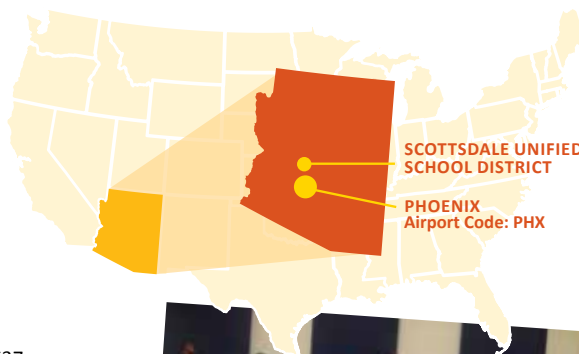 SCOTTSDALE UNIFIED
SCHOOL DISTRICT
PHOENIX
Airport Code: PHX